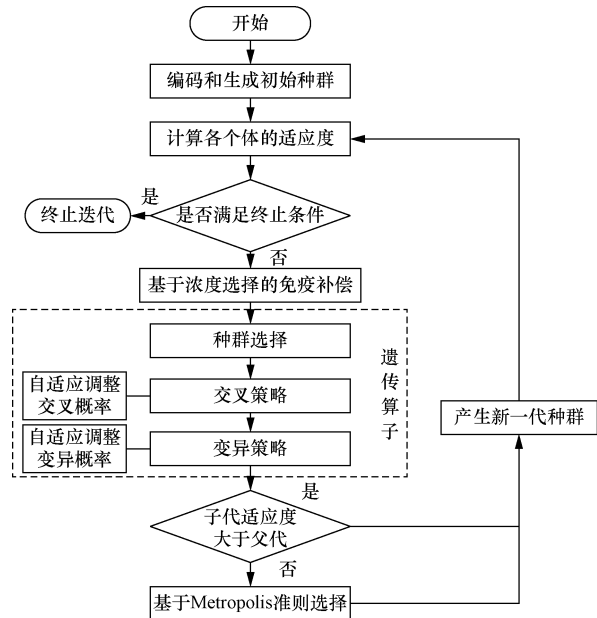 开始
编码和生成初始种群
计算各个体的适应度
是
终止迭代
是否满足终止条件
否
基于浓度选择的免疫补偿
种群选择
遗传算子
自适应调整
交叉概率
交叉策略
产生新一代种群
自适应调整
变异概率
变异策略
是
子代适应度
大于父代
否
基于Metropolis准则选择